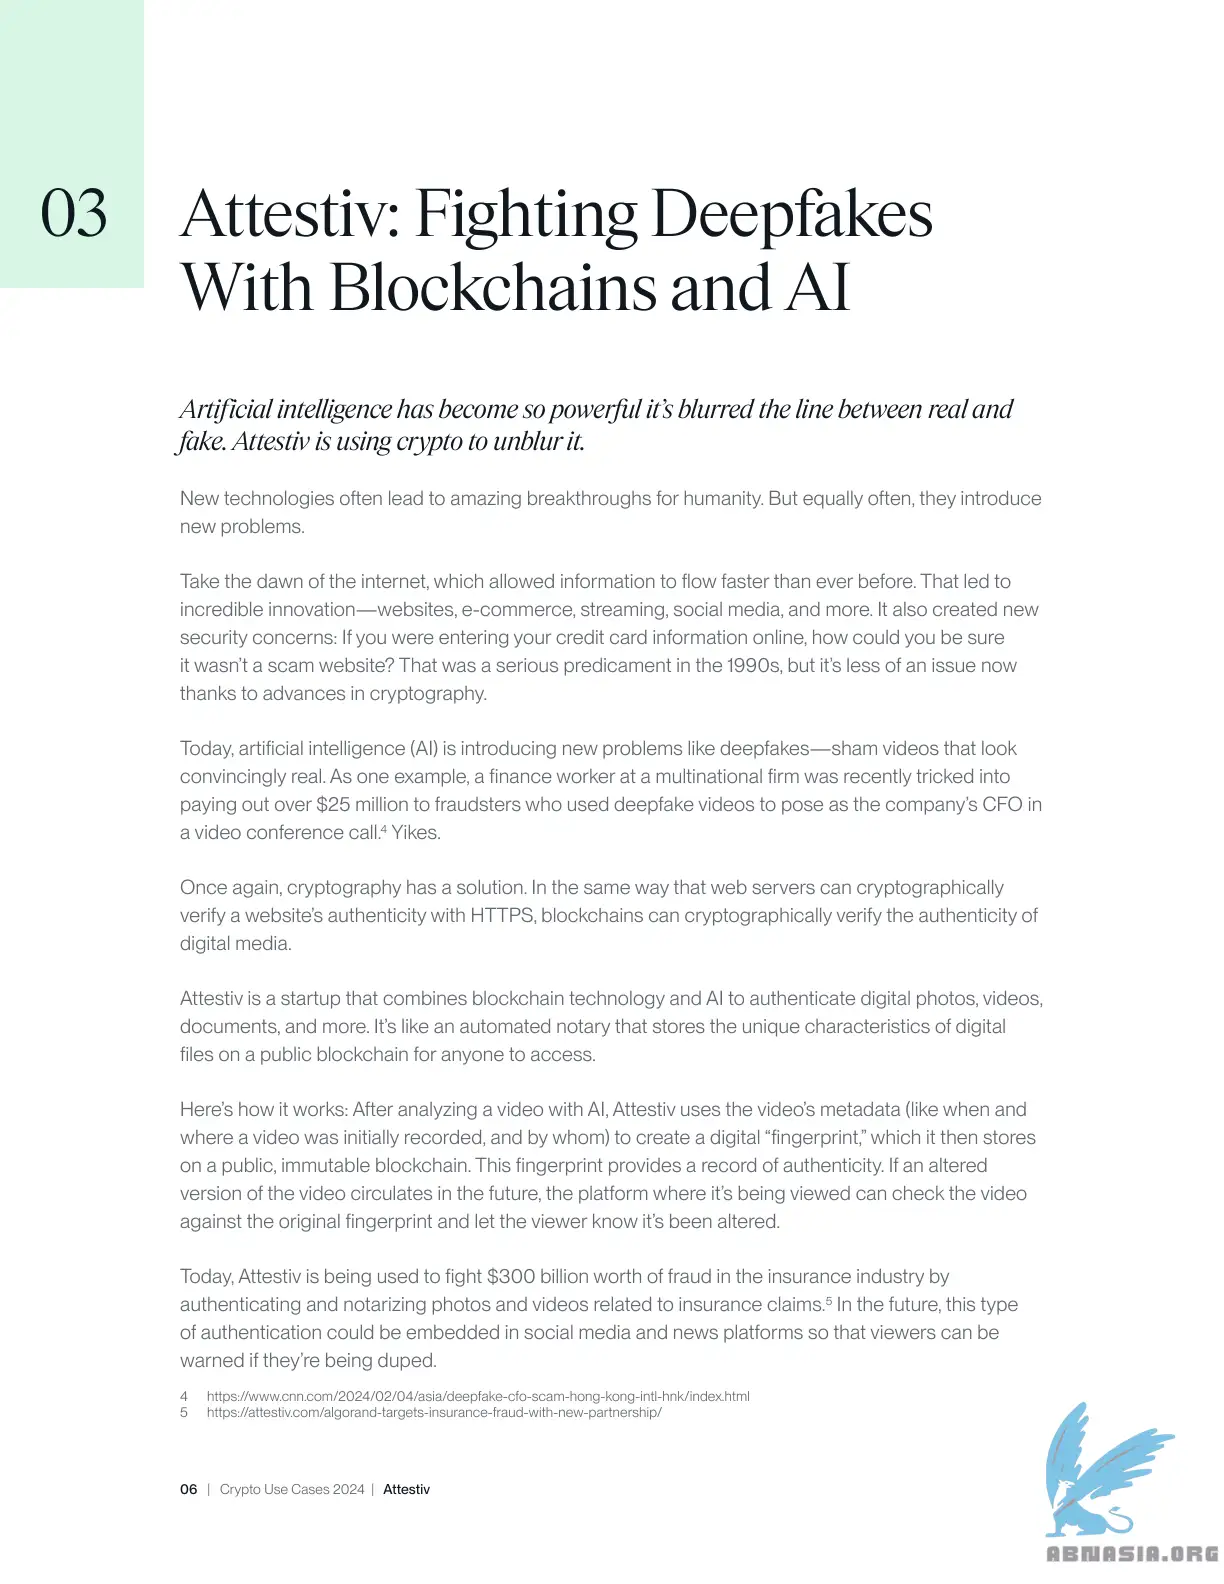 03
Attestiv: Fighting Deepfakes
With Blockchains and AI
Artificial intelligence has become so powerful it's blurred the line between real and
fake. Attestiv is using crypto to unblur it.
New technologies often lead to amazing breakthroughs for humanity. But equally often, they introduce
new problems.
Take the dawn of the internet, which allowed information to flow faster than ever before. That led to
incredible innovation—websites, e-commerce, streaming, social media, and more. It also created new
security concerns: If you were entering your credit card information online, how could you be sure
it wasn't a scam website? That was a serious predicament in the 1990s, but it's less of an issue now
thanks to advances in cryptography.
Today, artificial intelligence (AI) is introducing new problems like deepfakes—sham videos that look
convincingly real. As one example, a finance worker at a multinational firm was recently tricked into
paying out over $25 million to fraudsters who used deepfake videos to pose as the company's CFO in
a video conference call.⁴ Yikes.
Once again, cryptography has a solution. In the same way that web servers can cryptographically
verify a website's authenticity with HTTPS, blockchains can cryptographically verify the authenticity of
digital media.
Attestiv is a startup that combines blockchain technology and AI to authenticate digital photos, videos,
documents, and more. It's like an automated notary that stores the unique characteristics of digital
files on a public blockchain for anyone to access.
Here's how it works: After analyzing a video with AI, Attestiv uses the video's metadata (like when and
where a video was initially recorded, and by whom) to create a digital “fingerprint,” which it then stores
on a public, immutable blockchain. This fingerprint provides a record of authenticity. If an altered
version of the video circulates in the future, the platform where it's being viewed can check the video
against the original fingerprint and let the viewer know it's been altered.
Today, Attestiv is being used to fight $300 billion worth of fraud in the insurance industry by
authenticating and notarizing photos and videos related to insurance claims.⁵ In the future, this type
of authentication could be embedded in social media and news platforms so that viewers can be
warned if they're being duped.
4 https://www.cnn.com/2024/02/04/asia/deepfake-cfo-scam-hong-kong-intl-hnk/index.html
5 https://attestiv.com/algorand-targets-insurance-fraud-with-new-partnership/
06 | Crypto Use Cases 2024 | Attestiv
ABNASIA.ORG